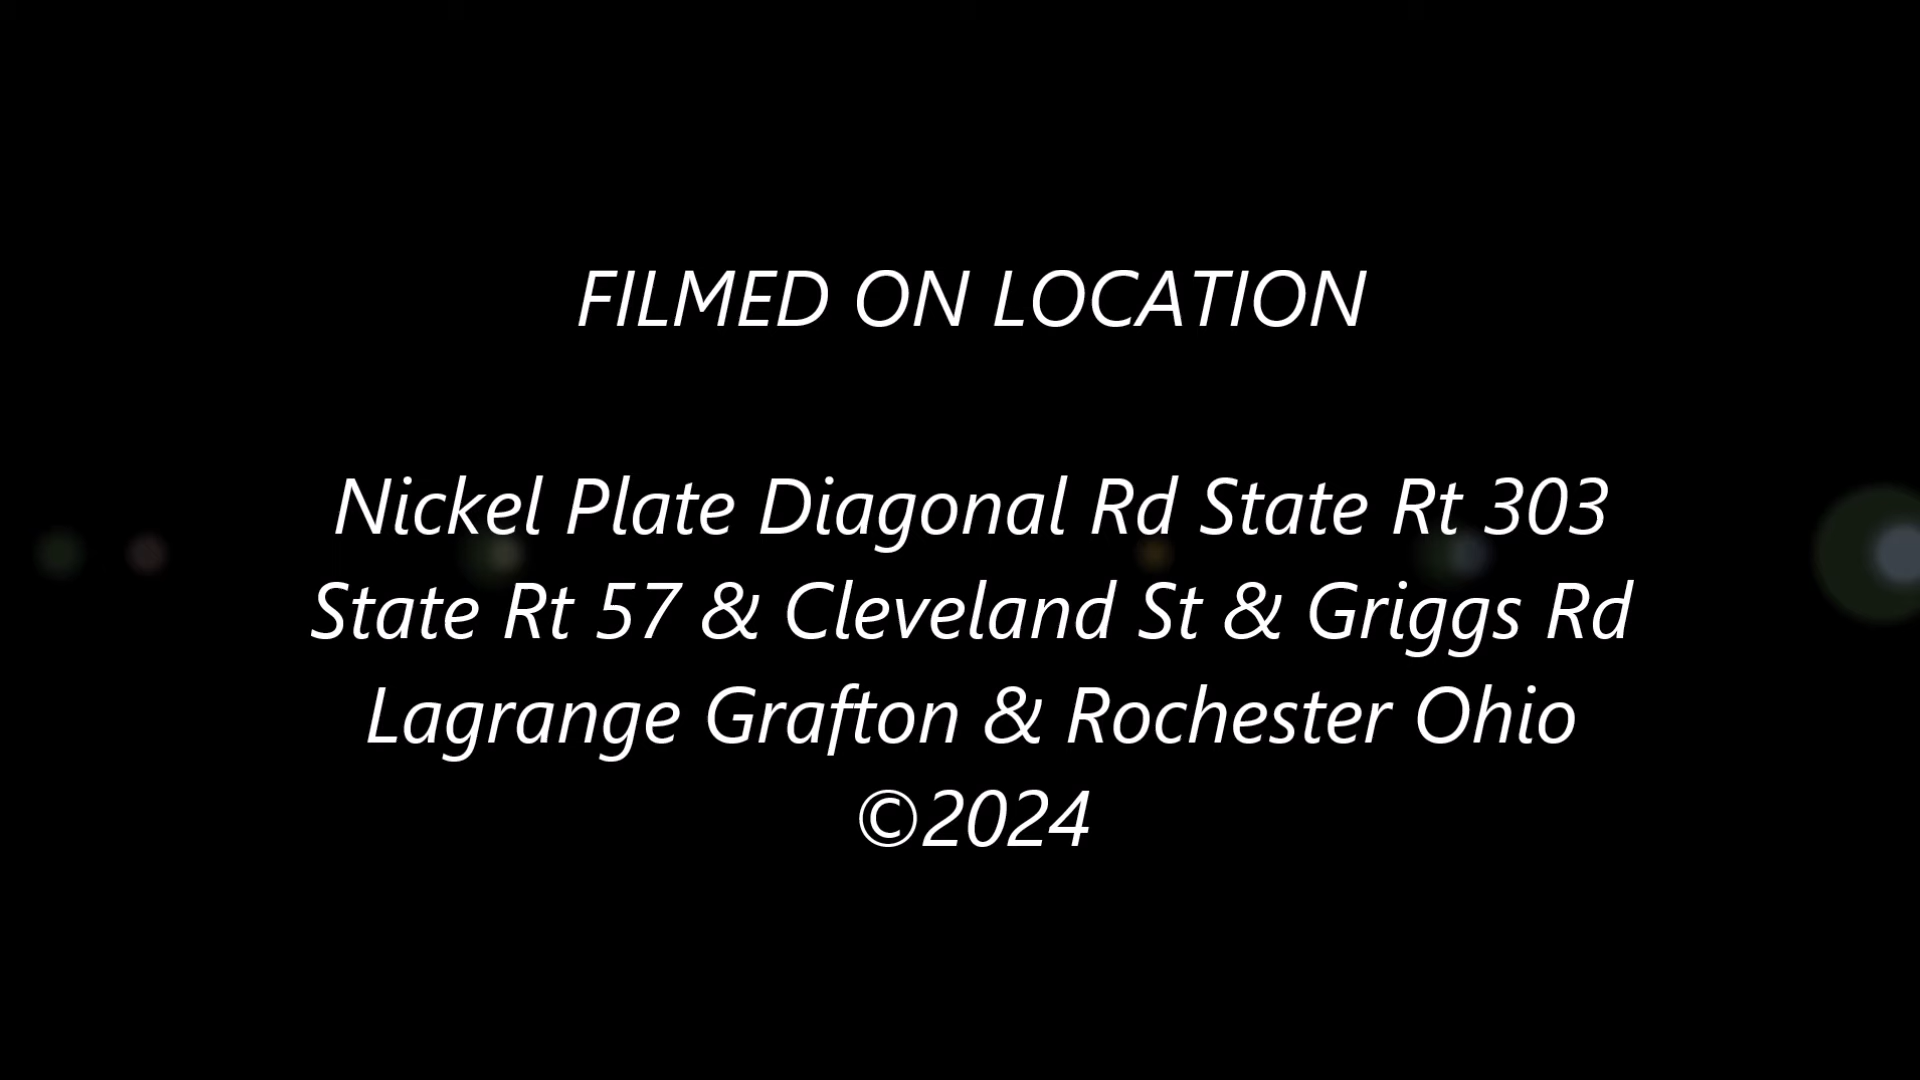 FILMED ON LOCATION
Nickel Plate Diagonal Rd State Rt 303
State Rt 57 & Cleveland St & Griggs Rd
Lagrange Grafton & Rochester Ohio
©2024